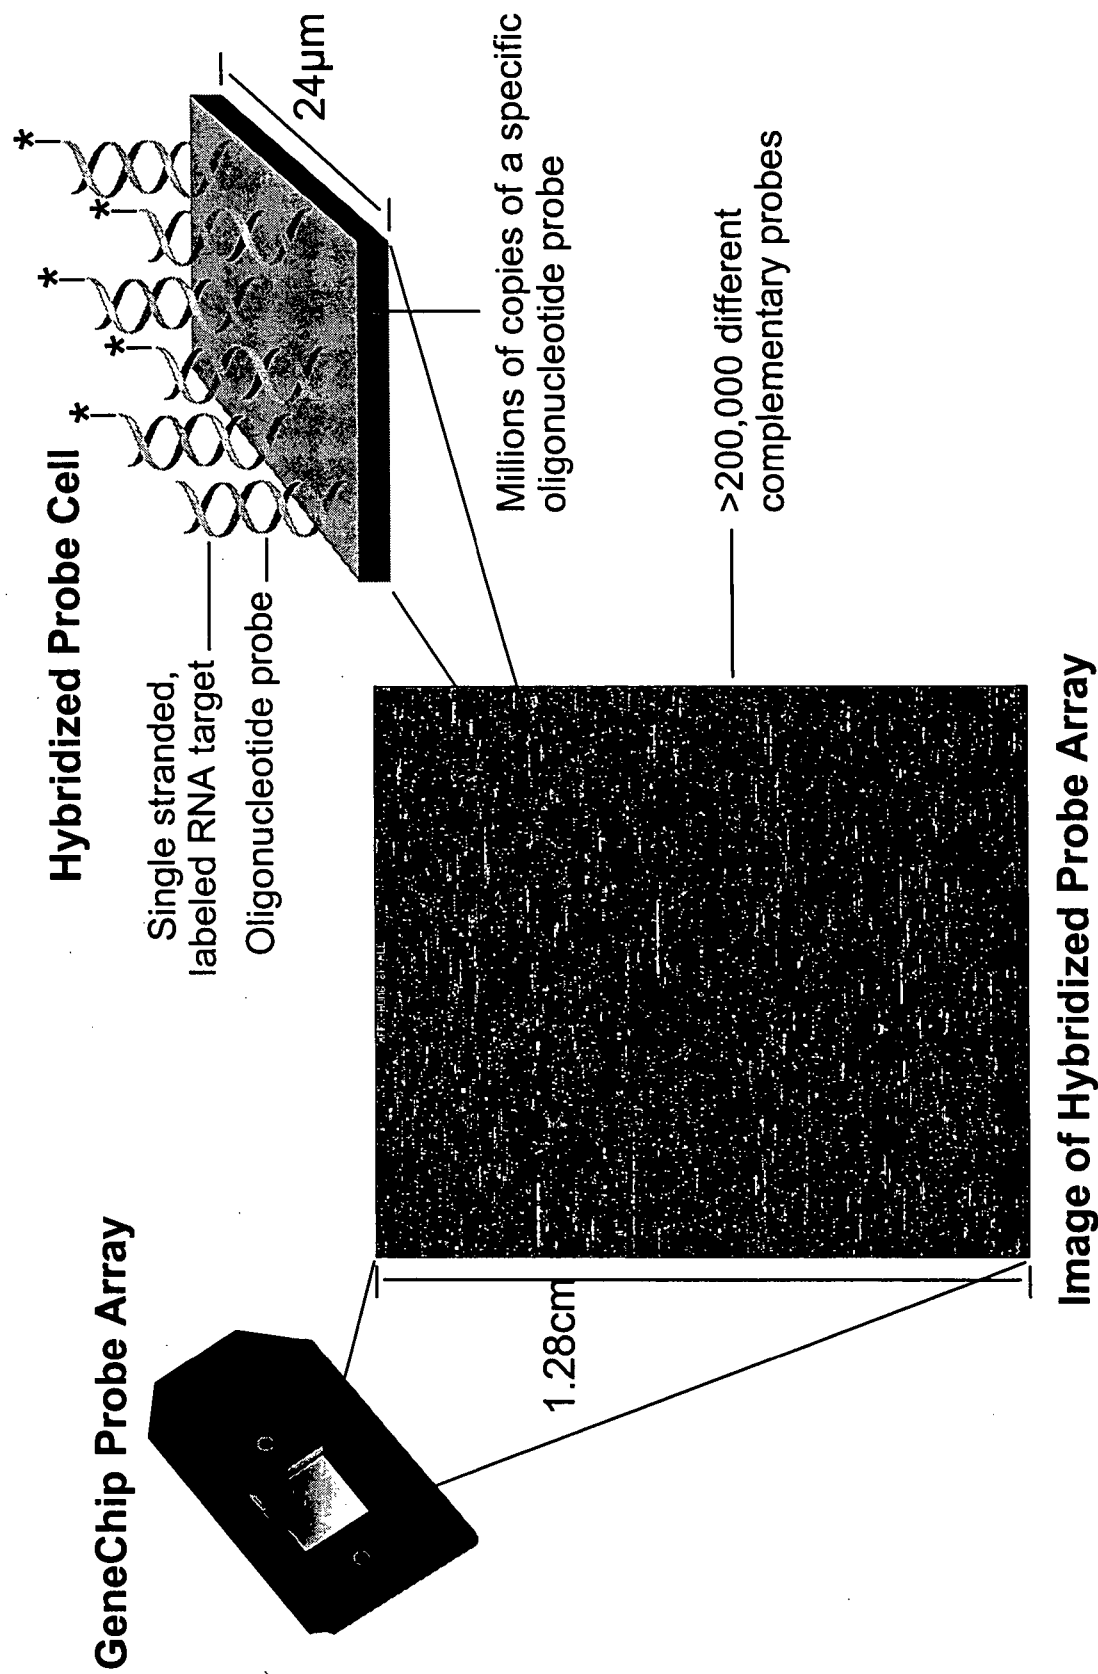 GeneChip Probe Array
Hybridized Probe Cell
Single stranded,
labeled RNA target
Oligonucleotide probe
*
*
*
*
*
24µm
Millions of copies of a specific
oligonucleotide probe
>200,000 different
complementary probes
1.28cm
Image of Hybridized Probe Array